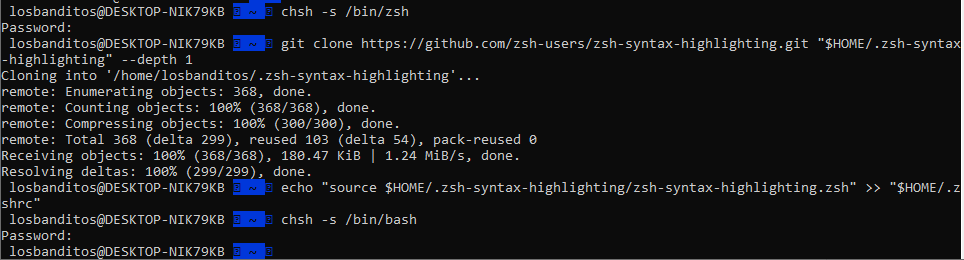 losbanditos@DESKTOP-NIK79KB ~ chsh -s /bin/zsh
Password:
losbanditos@DESKTOP-NIK79KB ~ git clone https://github.com/zsh-users/zsh-syntax-highlighting.git "$HOME/.zsh-syntax
-highlighting" --depth 1
Cloning into '/home/losbanditos/.zsh-syntax-highlighting'...
remote: Enumerating objects: 368, done.
remote: Counting objects: 100% (368/368), done.
remote: Compressing objects: 100% (300/300), done.
remote: Total 368 (delta 299), reused 103 (delta 54), pack-reused 0
Receiving objects: 100% (368/368), 180.47 KiB | 1.24 MiB/s, done.
Resolving deltas: 100% (299/299), done.
losbanditos@DESKTOP-NIK79KB ~ echo "source $HOME/.zsh-syntax-highlighting/zsh-syntax-highlighting.zsh" >> "$HOME/.z
shrc"
losbanditos@DESKTOP-NIK79KB ~ chsh -s /bin/bash
Password:
losbanditos@DESKTOP-NIK79KB ~